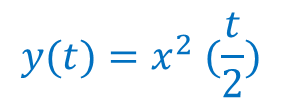 y(t) = x² (t/2)